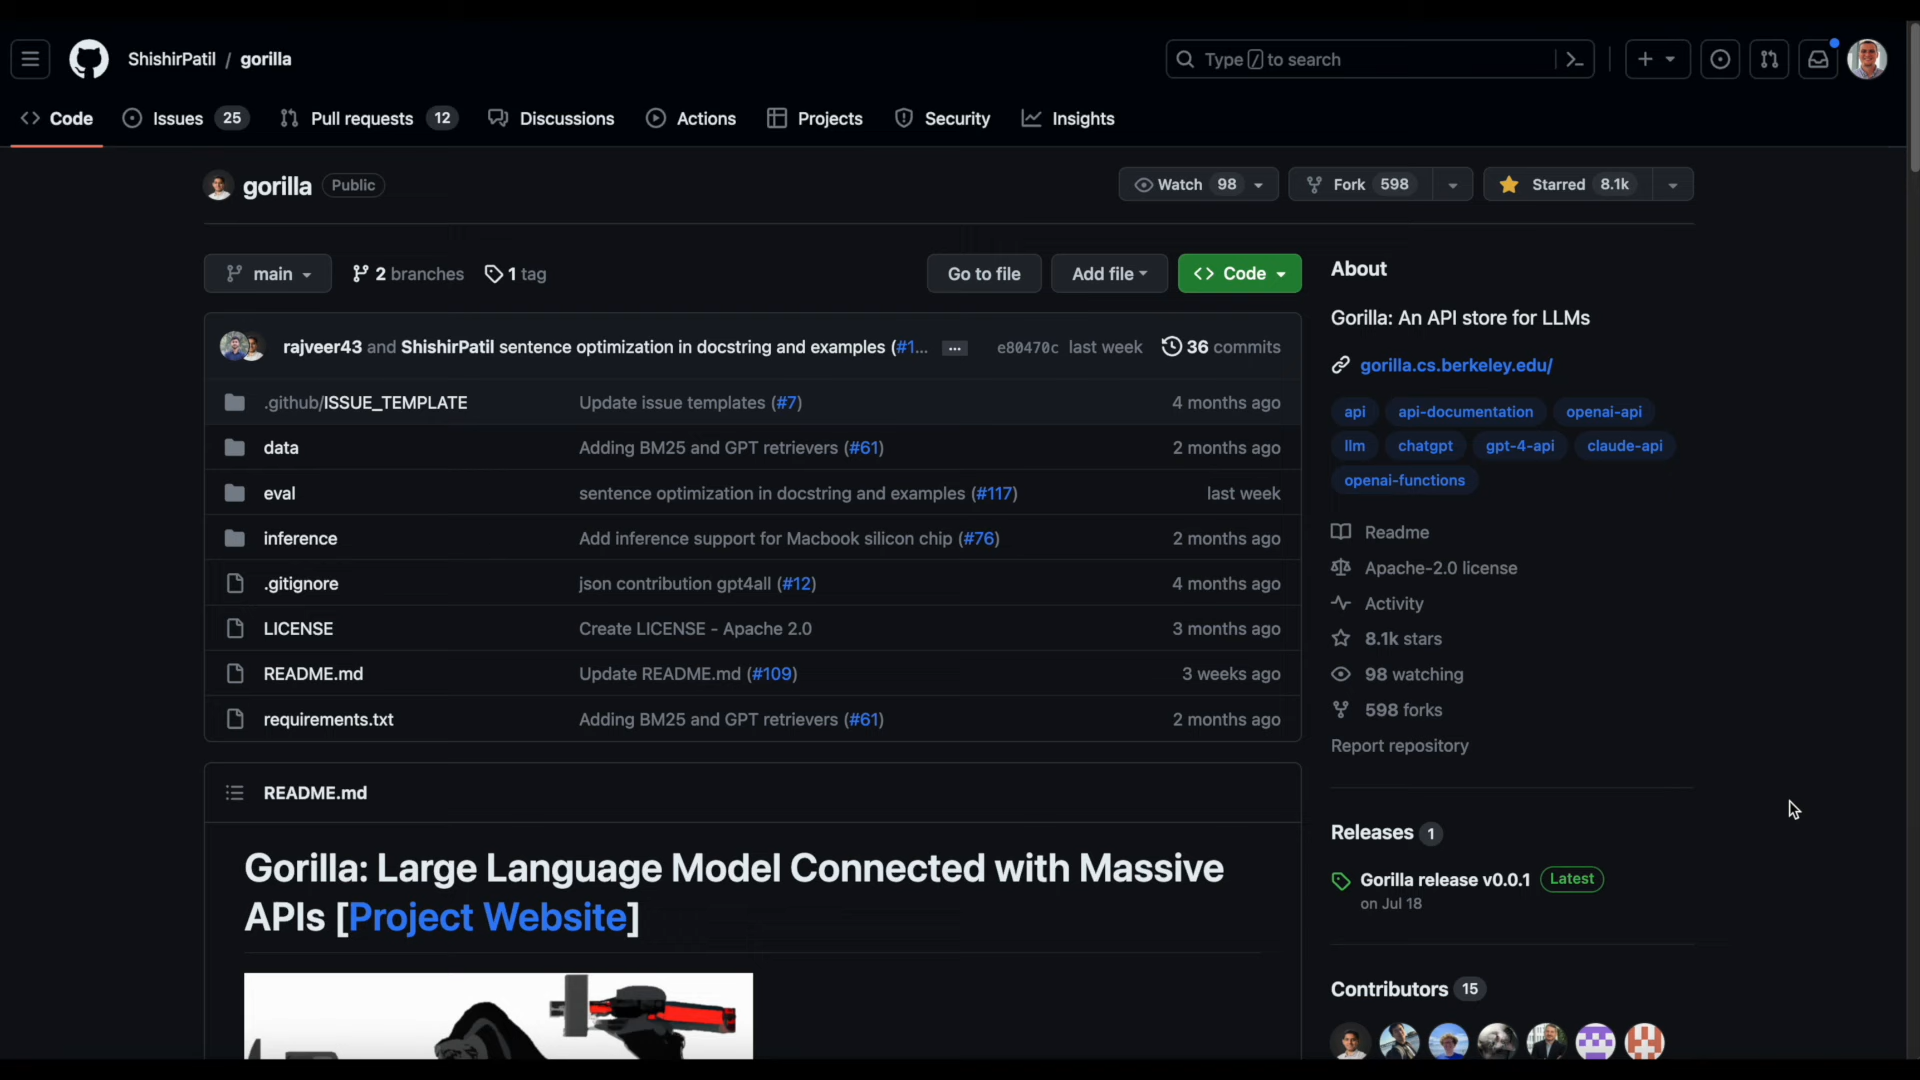 ShishirPatil / gorilla
Type / to search
Code
Issues 25
Pull requests 12
Discussions
Actions
Projects
Security
Insights
gorilla Public
Watch 98
Fork 598
Starred 8.1k
main
2 branches
1 tag
Go to file
Add file
Code
rajveer43 and ShishirPatil sentence optimization in docstring and examples (#1... ... e80470c last week 36 commits
.github/ISSUE_TEMPLATE Update issue templates (#7) 4 months ago
data Adding BM25 and GPT retrievers (#61) 2 months ago
eval sentence optimization in docstring and examples (#117) last week
inference Add inference support for Macbook silicon chip (#76) 2 months ago
.gitignore json contribution gpt4all (#12) 4 months ago
LICENSE Create LICENSE - Apache 2.0 3 months ago
README.md Update README.md (#109) 3 weeks ago
requirements.txt Adding BM25 and GPT retrievers (#61) 2 months ago
README.md
Gorilla: Large Language Model Connected with Massive
APIs [Project Website]
About
Gorilla: An API store for LLMs
gorilla.cs.berkeley.edu/
api api-documentation openai-api
llm chatgpt gpt-4-api claude-api
openai-functions
Readme
Apache-2.0 license
Activity
8.1k stars
98 watching
598 forks
Report repository
Releases 1
Gorilla release v0.0.1 Latest
on Jul 18
Contributors 15